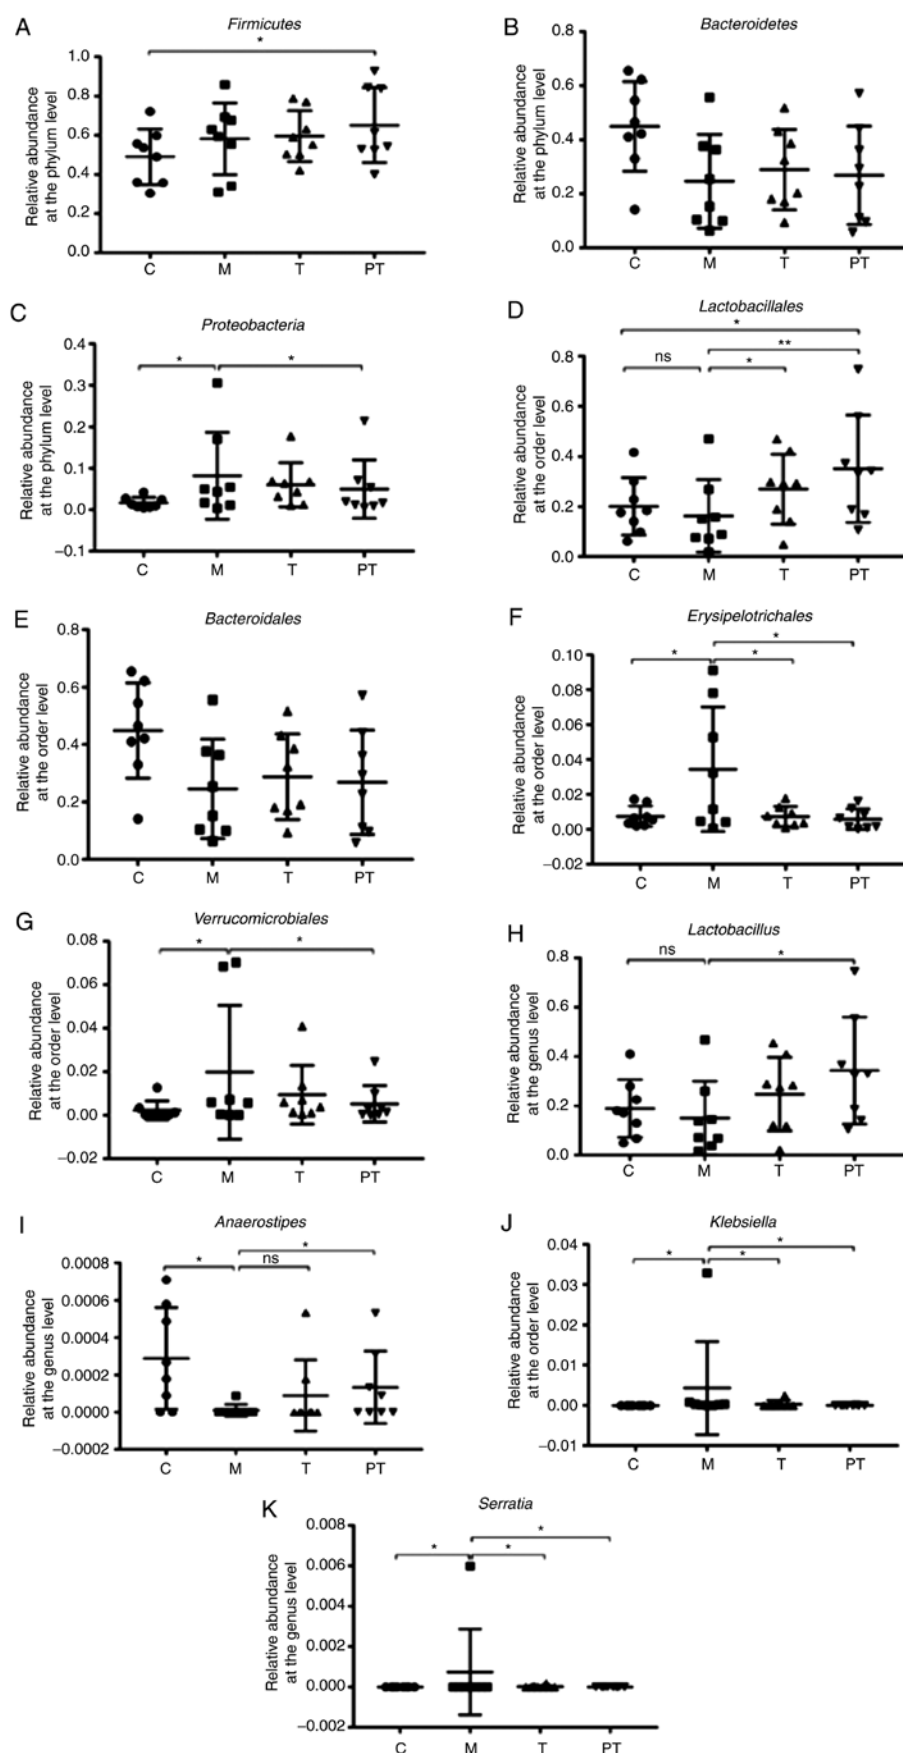 A
Firmicutes
*
Relative abundance
at the phylum level
1.0
0.8
0.6
0.4
0.2
0.0
C M T PT
B
Bacteroidetes
Relative abundance
at the phylum level
0.8
0.6
0.4
0.2
0.0
C M T PT
C
Proteobacteria
* *
Relative abundance
at the phylum level
0.4
0.3
0.2
0.1
0.0
−0.1
C M T PT
D
Lactobacillales
*
**
ns *
Relative abundance
at the order level
0.8
0.6
0.4
0.2
0.0
C M T PT
E
Bacteroidales
Relative abundance
at the order level
0.8
0.6
0.4
0.2
0.0
C M T PT
F
Erysipelotrichales
*
* *
Relative abundance
at the order level
0.10
0.08
0.06
0.04
0.02
0.00
−0.02
C M T PT
G
Verrucomicrobiales
* *
Relative abundance
at the order level
0.08
0.06
0.04
0.02
0.00
−0.02
C M T PT
H
Lactobacillus
ns *
Relative abundance
at the genus level
0.8
0.6
0.4
0.2
0.0
C M T PT
I
Anaerostipes
*
* ns
Relative abundance
at the genus level
0.0008
0.0006
0.0004
0.0002
0.0000
−0.0002
C M T PT
J
Klebsiella
*
* *
Relative abundance
at the order level
0.04
0.03
0.02
0.01
0.00
−0.01
C M T PT
K
Serratia
*
* *
Relative abundance
at the genus level
0.008
0.006
0.004
0.002
0.000
−0.002
C M T PT